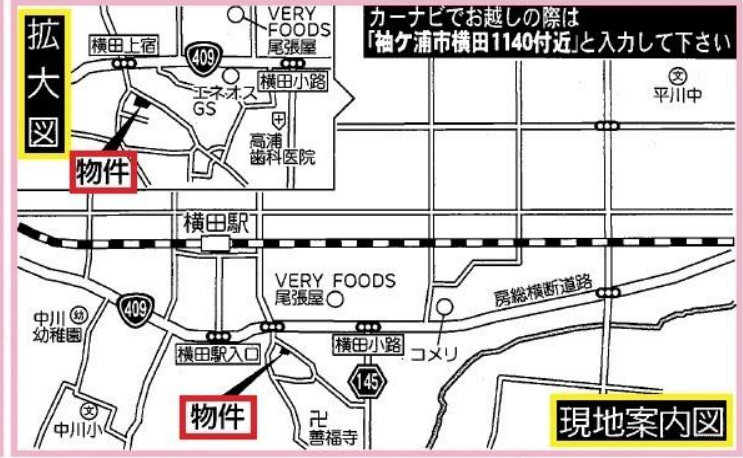 拡大図
VERY
FOODS
尾張屋
横田上宿
409
横田小路
エネオス
GS
高浦
歯科医院
物件
カーナビでお越しの際は
「袖ケ浦市横田1140付近」と入力して下さい
文
平川中
横田駅
VERY FOODS
尾張屋
房総横断道路
409
中川
幼稚園
幼
横田駅入口
横田小路
コメリ
145
物件
文
中川小
卍
善福寺
現地案内図